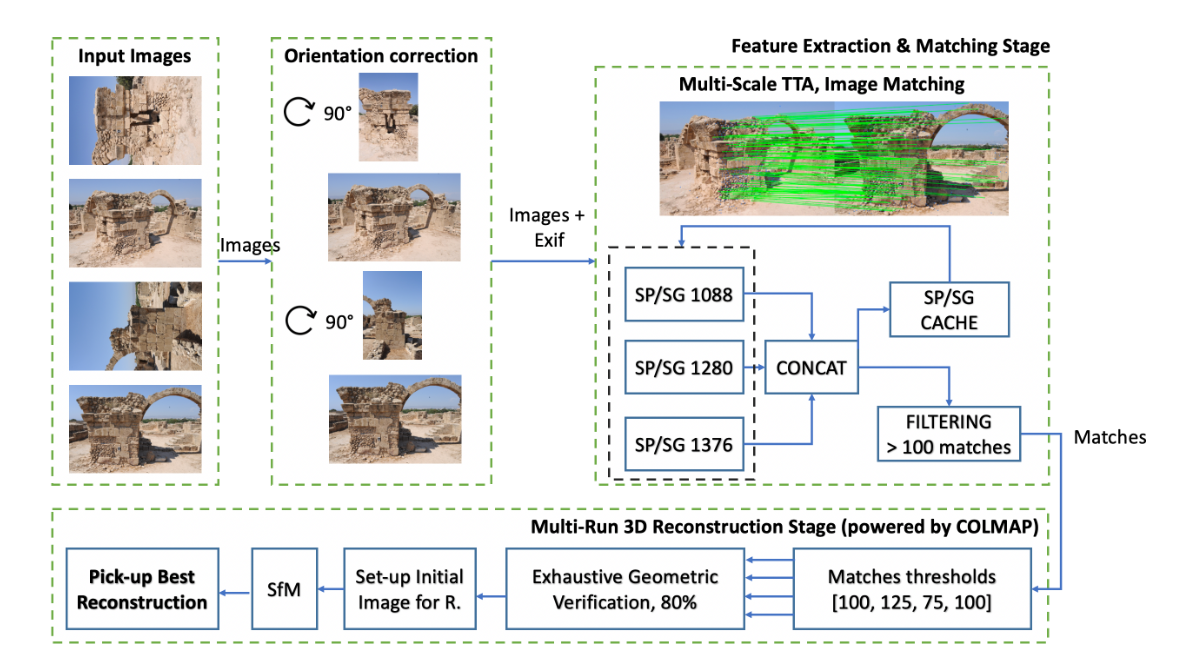 Input Images
Orientation correction
90°
90°
Images
Images +
Exif
Feature Extraction & Matching Stage
Multi-Scale TTA, Image Matching
SP/SG 1088
SP/SG 1280
SP/SG 1376
CONCAT
SP/SG
CACHE
FILTERING
> 100 matches
Matches
Multi-Run 3D Reconstruction Stage (powered by COLMAP)
Pick-up Best
Reconstruction
SfM
Set-up Initial
Image for R.
Exhaustive Geometric
Verification, 80%
Matches thresholds
[100, 125, 75, 100]